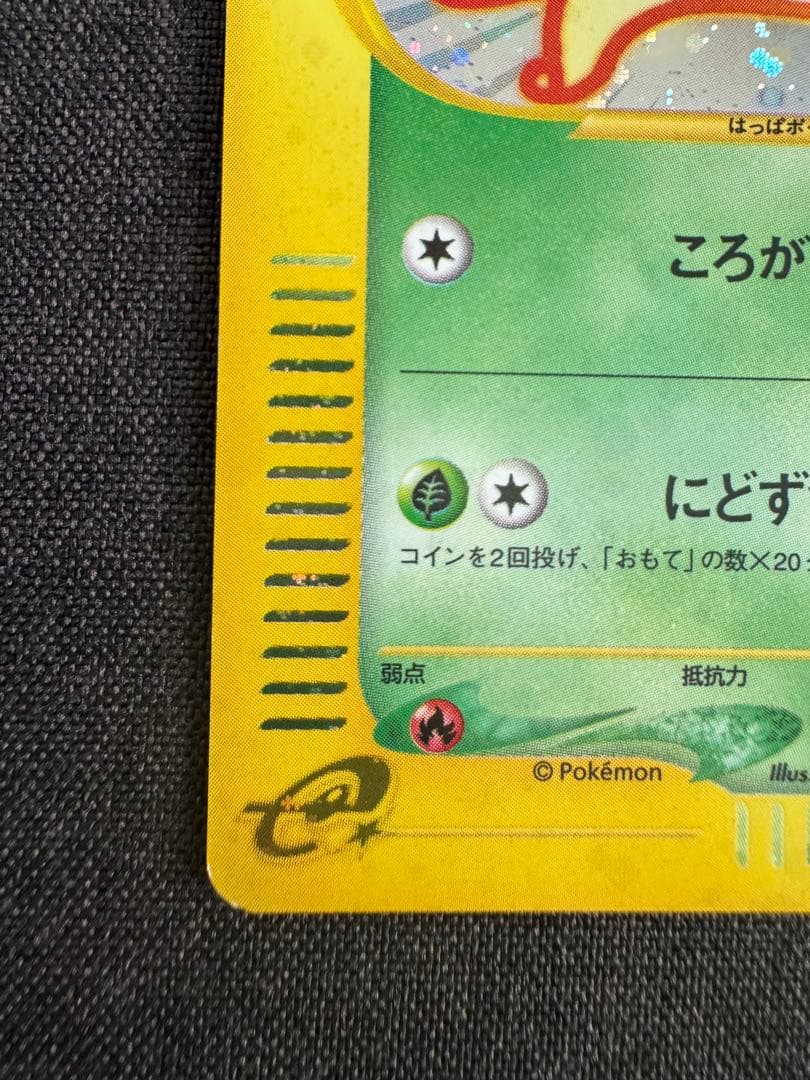 はっぱポ
ころが
にどず
コインを2回投げ、「おもて」の数×20
弱点 抵抗力
© Pokémon Illus.